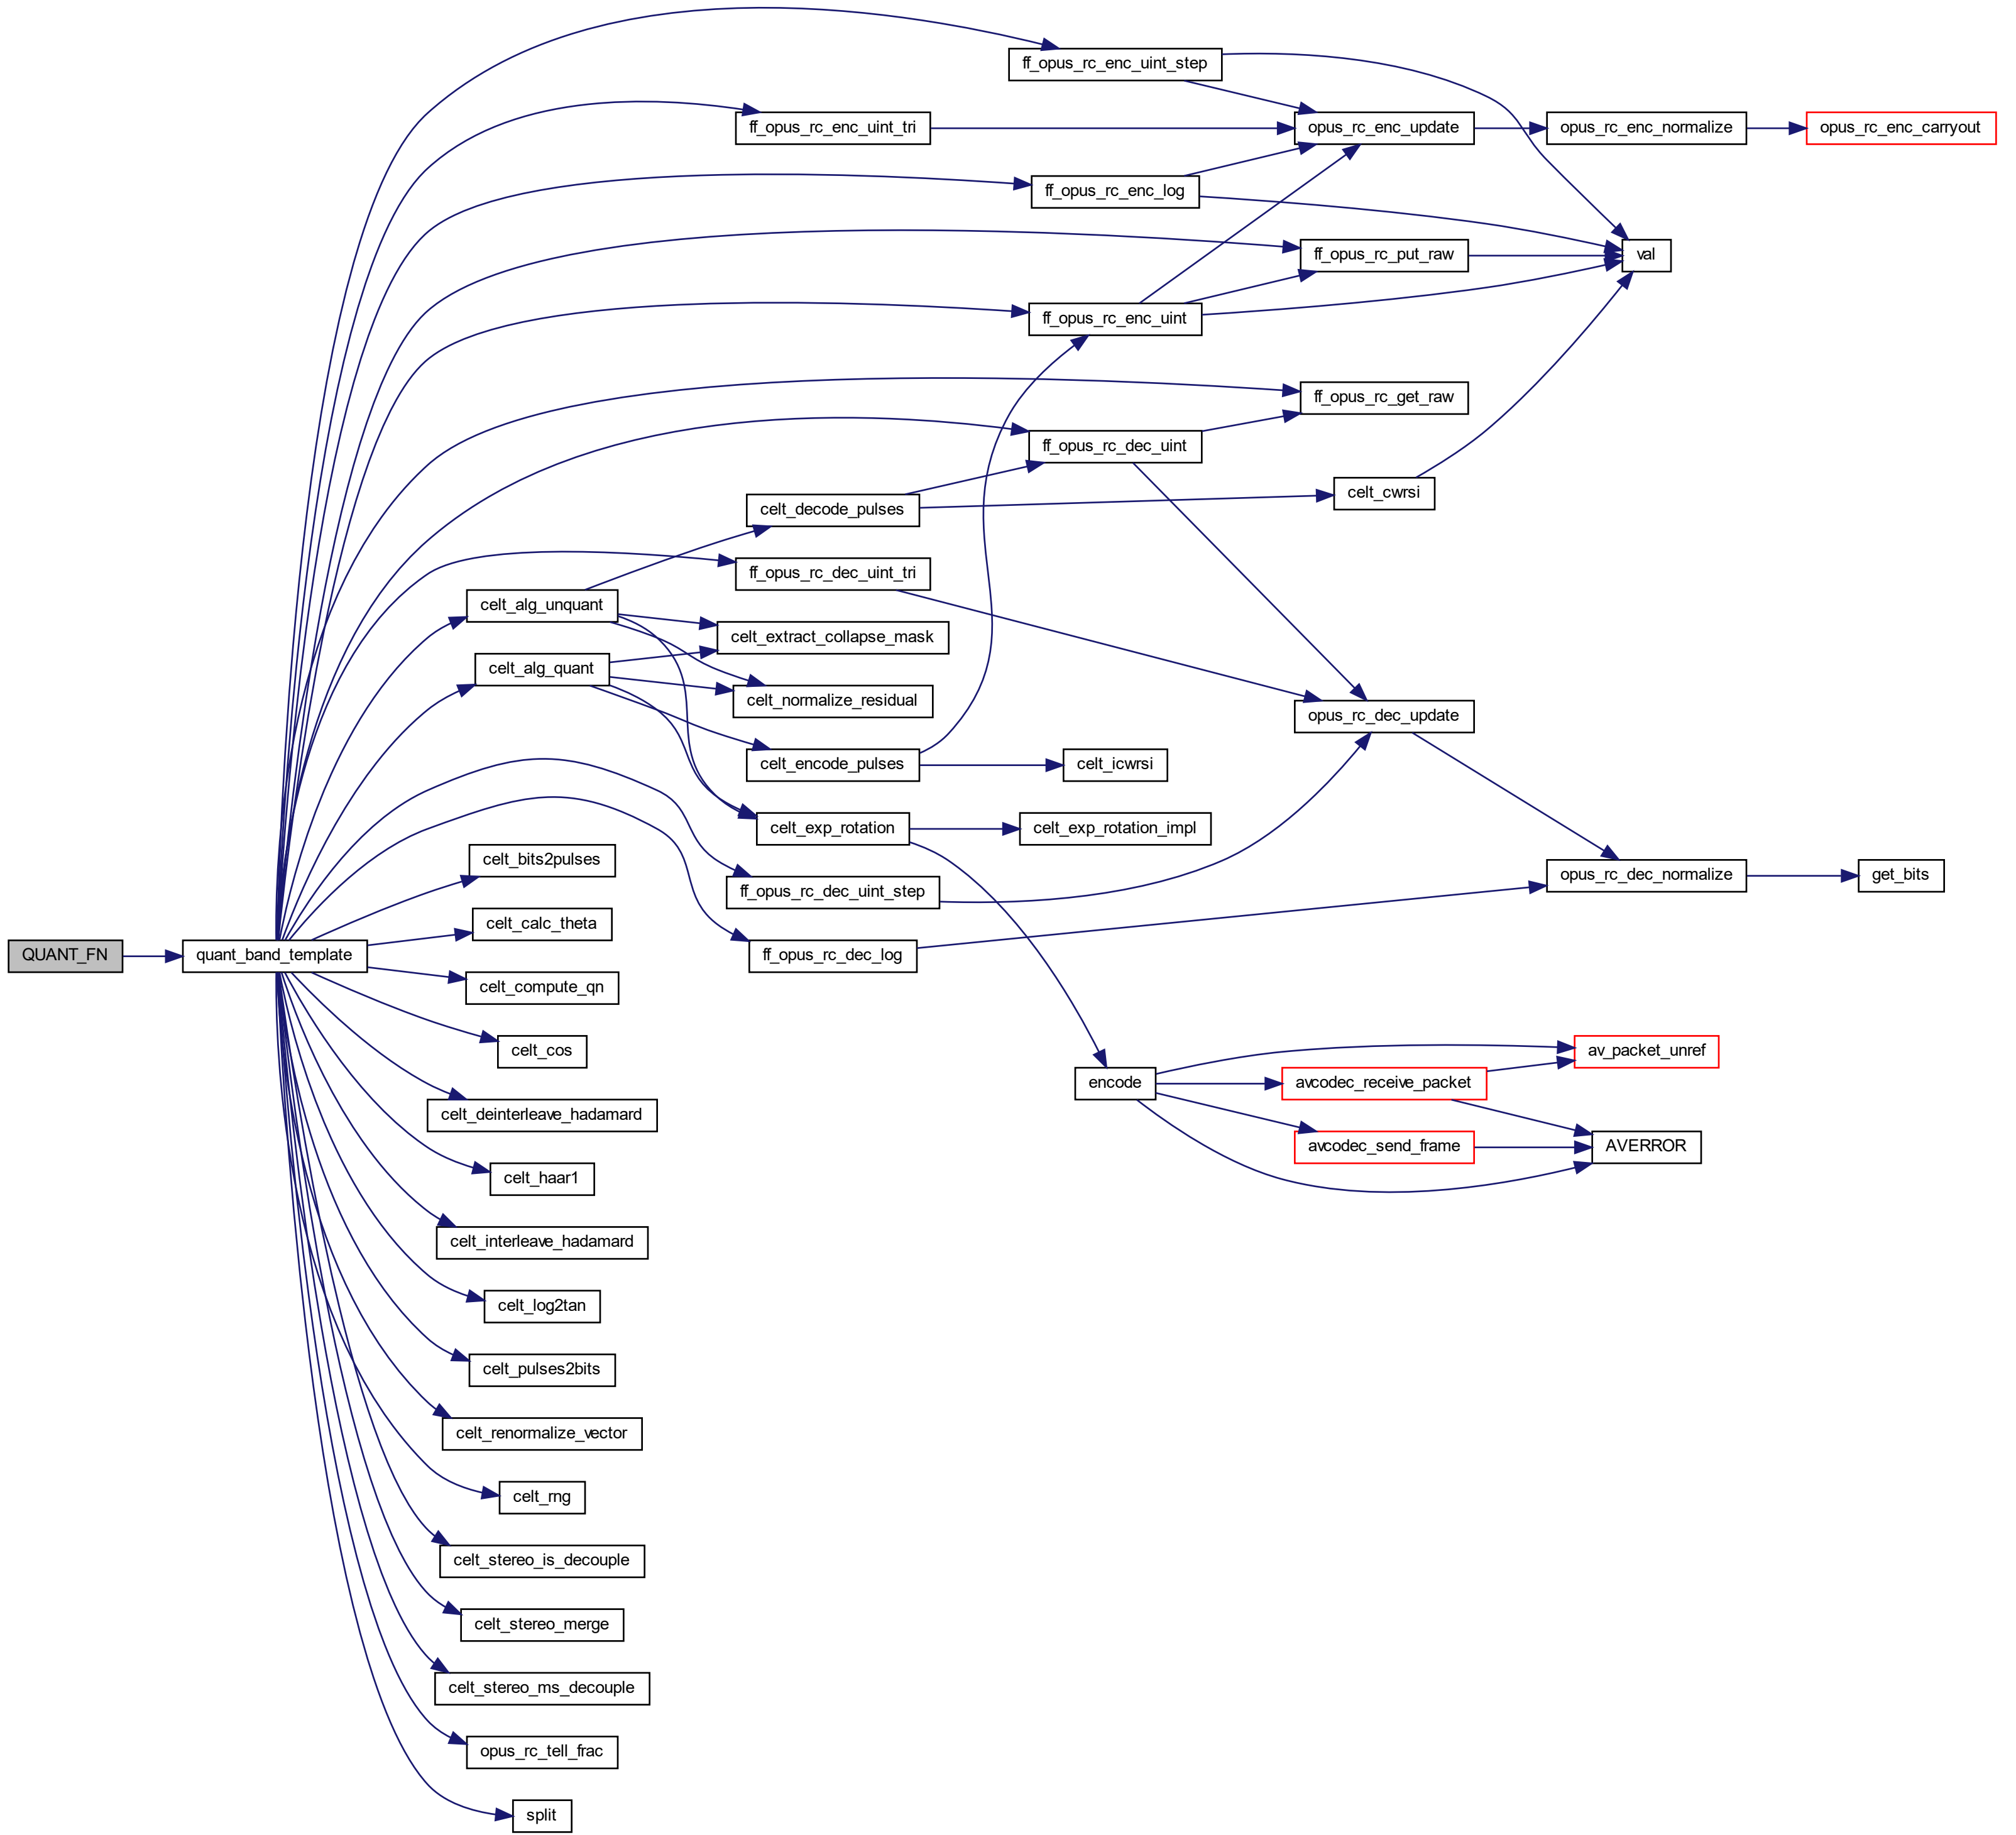 ff_opus_rc_enc_uint_step
ff_opus_rc_enc_uint_tri
opus_rc_enc_update
opus_rc_enc_normalize
opus_rc_enc_carryout
ff_opus_rc_enc_log
ff_opus_rc_put_raw
val
ff_opus_rc_enc_uint
ff_opus_rc_get_raw
ff_opus_rc_dec_uint
celt_cwrsi
celt_decode_pulses
ff_opus_rc_dec_uint_tri
celt_alg_unquant
celt_extract_collapse_mask
celt_alg_quant
celt_normalize_residual
opus_rc_dec_update
celt_encode_pulses
celt_icwrsi
celt_exp_rotation
celt_exp_rotation_impl
celt_bits2pulses
opus_rc_dec_normalize
get_bits
ff_opus_rc_dec_uint_step
celt_calc_theta
QUANT_FN
quant_band_template
ff_opus_rc_dec_log
celt_compute_qn
celt_cos
av_packet_unref
encode
avcodec_receive_packet
celt_deinterleave_hadamard
avcodec_send_frame
AVERROR
celt_haar1
celt_interleave_hadamard
celt_log2tan
celt_pulses2bits
celt_renormalize_vector
celt_rng
celt_stereo_is_decouple
celt_stereo_merge
celt_stereo_ms_decouple
opus_rc_tell_frac
split